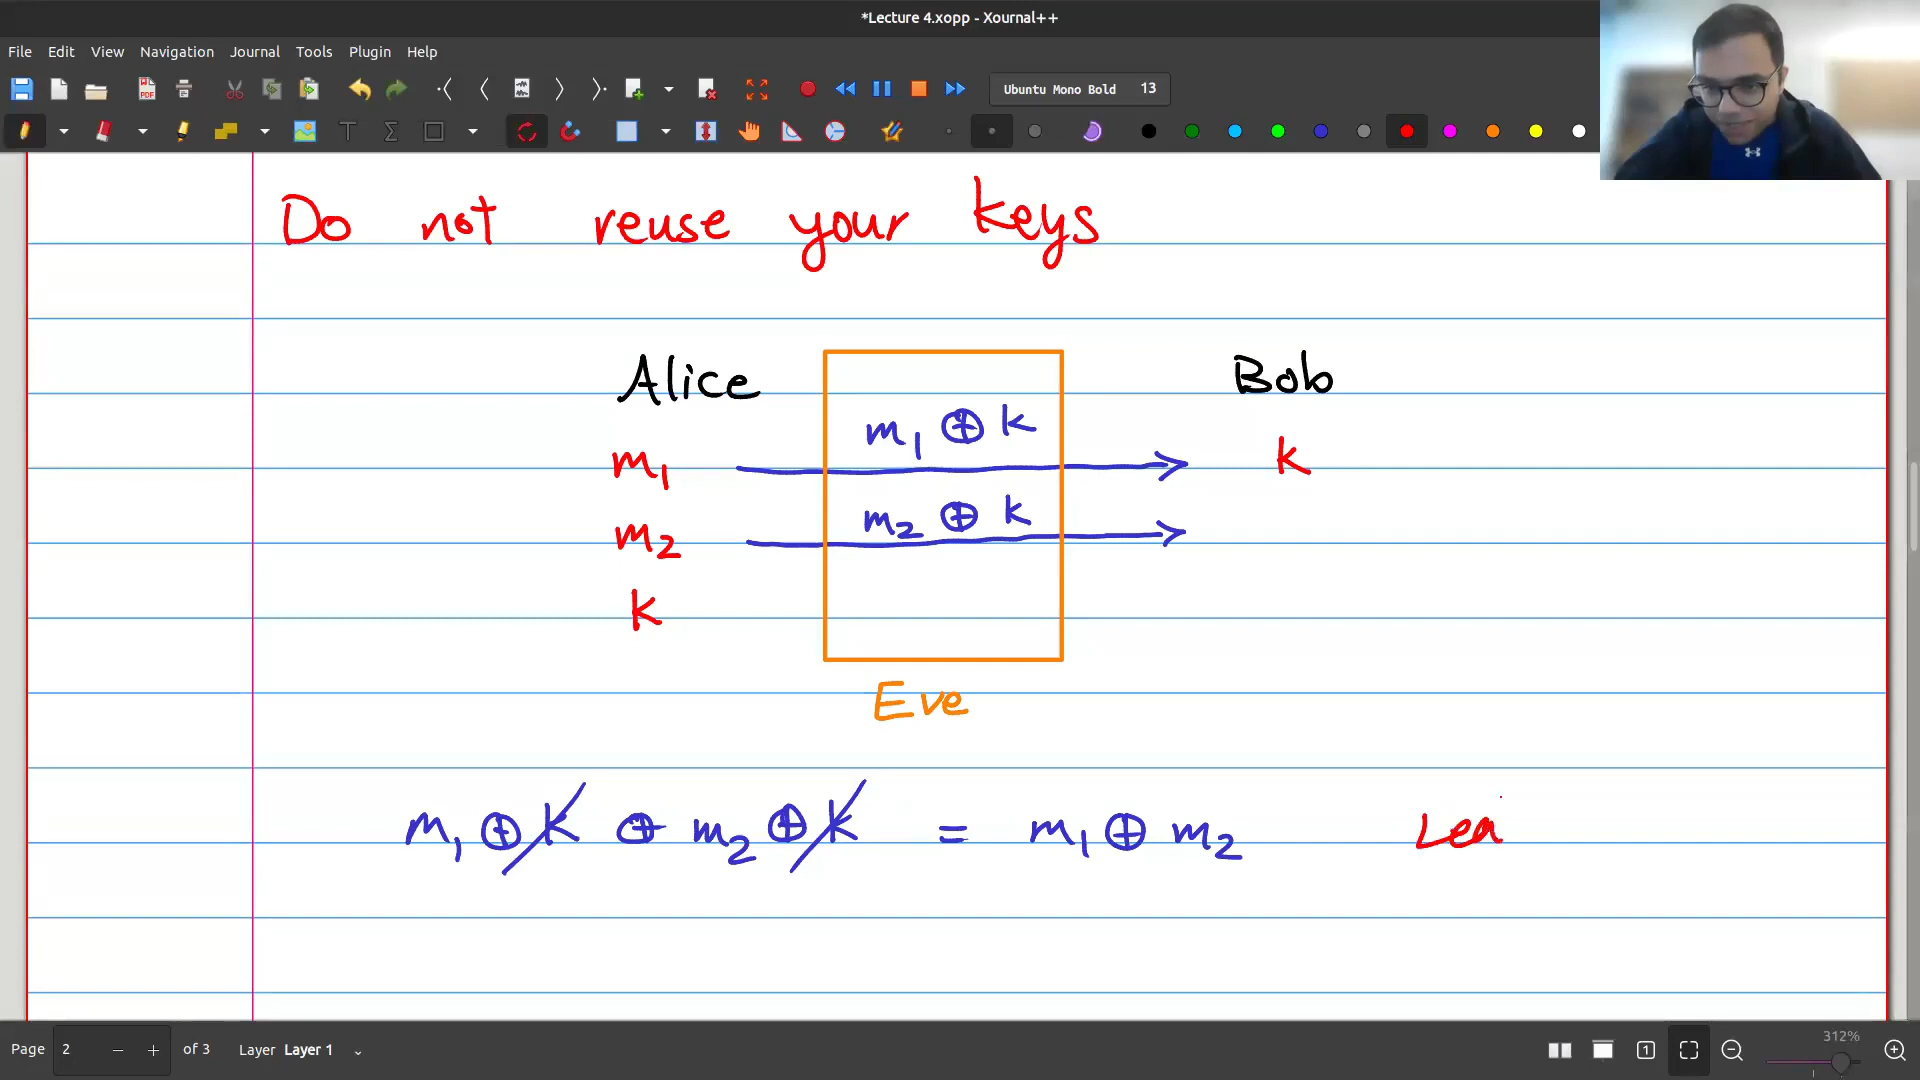 *Lecture 4.xopp - Xournal++
File Edit View Navigation Journal Tools Plugin Help
PDF Ubuntu Mono Bold 13
Do not reuse your keys
Alice Bob
m₁ ⊕ k
m₁ k
m₂ ⊕ k
m₂
k
Eve
m₁ ⊕ k ⊕ m₂ ⊕ k = m₁ ⊕ m₂ Lea
312%
Page 2 − + of 3 Layer Layer 1 1